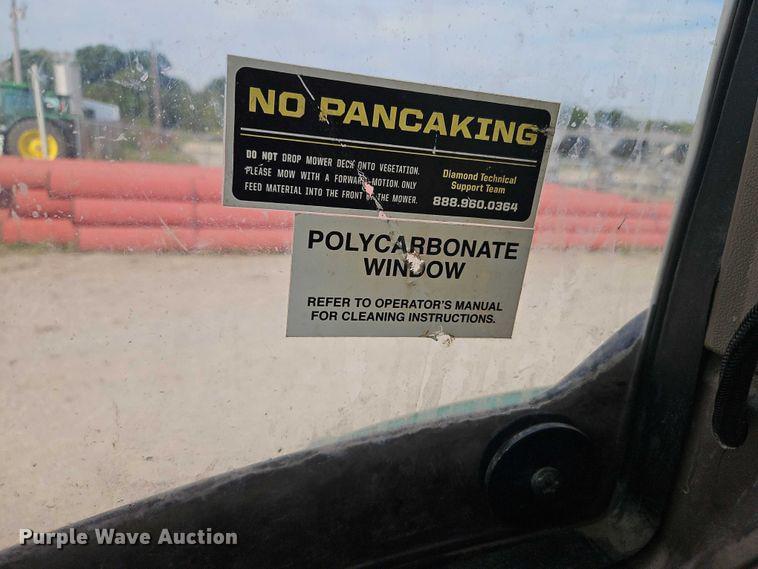 NO PANCAKING
DO NOT DROP MOWER DECK ONTO VEGETATION.
PLEASE MOW WITH A FORWARD MOTION ONLY
FEED MATERIAL INTO THE FRONT OF THE MOWER.
Diamond Technical
Support Team
888.960.0364
POLYCARBONATE
WINDOW
REFER TO OPERATOR'S MANUAL
FOR CLEANING INSTRUCTIONS.
Purple Wave Auction